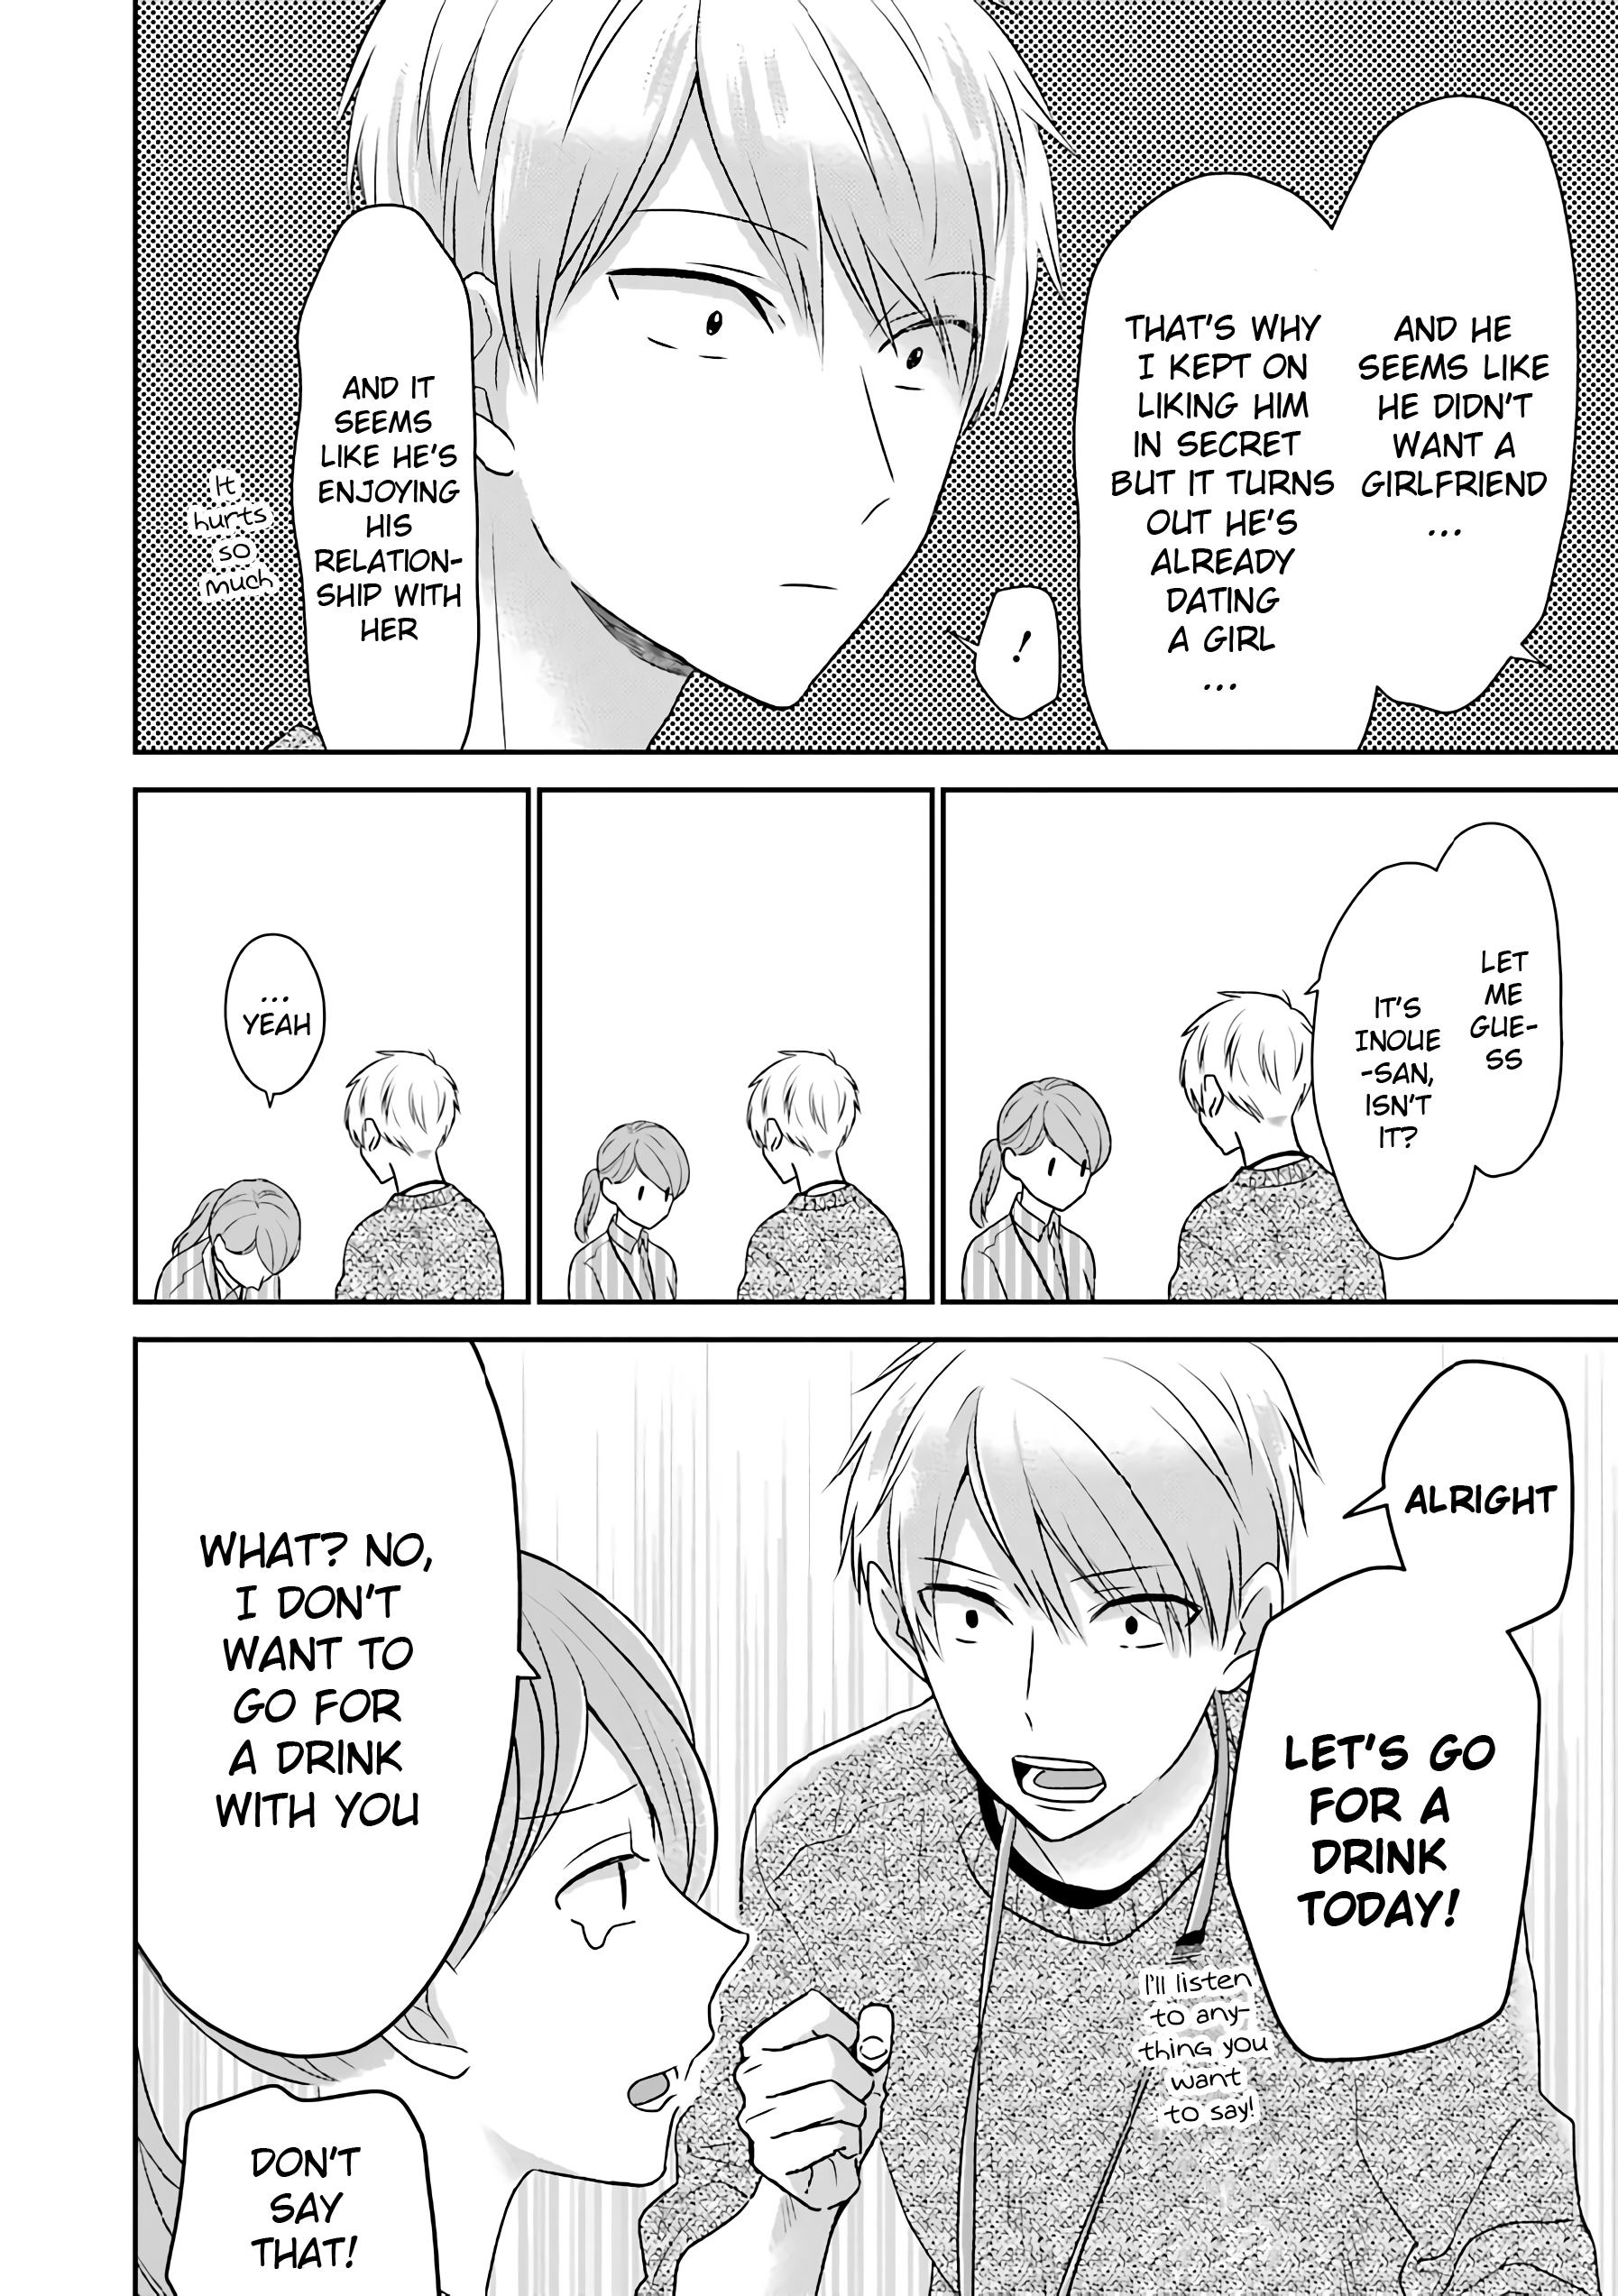 AND HE
SEEMS LIKE
HE DIDN'T
WANT A
GIRLFRIEND
...
THAT'S WHY
I KEPT ON
LIKING HIM
IN SECRET
BUT IT TURNS
OUT HE'S
ALREADY
DATING
A GIRL
...
!
AND IT
SEEMS
LIKE HE'S
ENJOYING
HIS
RELATION-
SHIP WITH
HER
It
hurts
so
much
LET
ME
GUE-
SS
IT'S
INOUE
-SAN,
ISN'T
IT?
...
YEAH
ALRIGHT
LET'S GO
FOR A
DRINK
TODAY!
I'll listen
to any-
thing you
want
to say!
WHAT? NO,
I DON'T
WANT TO
GO FOR
A DRINK
WITH YOU
DON'T
SAY
THAT!